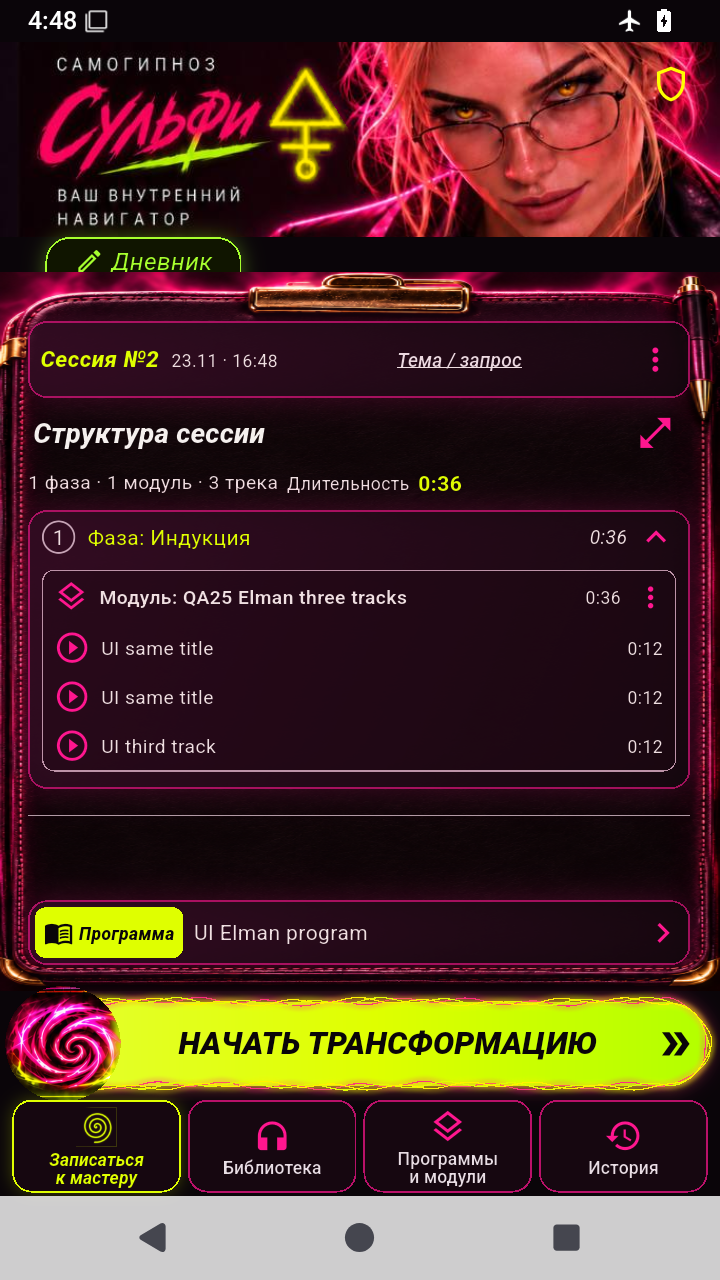 4:48
САМОГИПНОЗ
Сульфи
ВАШ ВНУТРЕННИЙ
НАВИГАТОР
Дневник
Сессия №2 23.11 · 16:48 Тема / запрос
Структура сессии
1 фаза · 1 модуль · 3 трека Длительность 0:36
1 Фаза: Индукция 0:36
Модуль: QA25 Elman three tracks 0:36
UI same title 0:12
UI same title 0:12
UI third track 0:12
Программа UI Elman program
НАЧАТЬ ТРАНСФОРМАЦИЮ »
Записаться
к мастеру
Библиотека
Программы
и модули
История